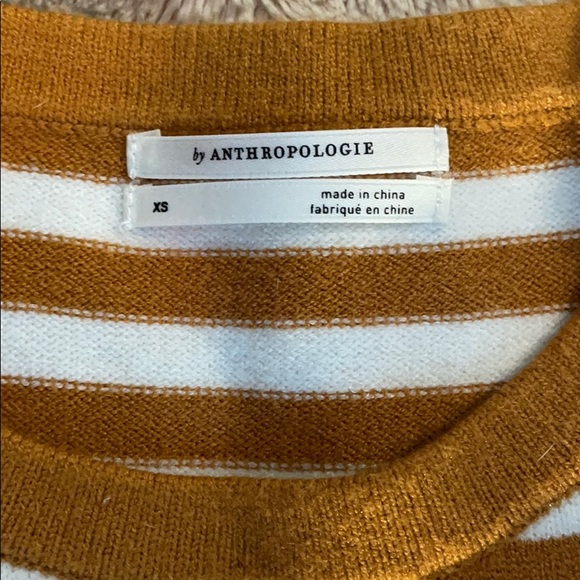 by ANTHROPOLOGIE
XS
made in china
fabriqué en chine